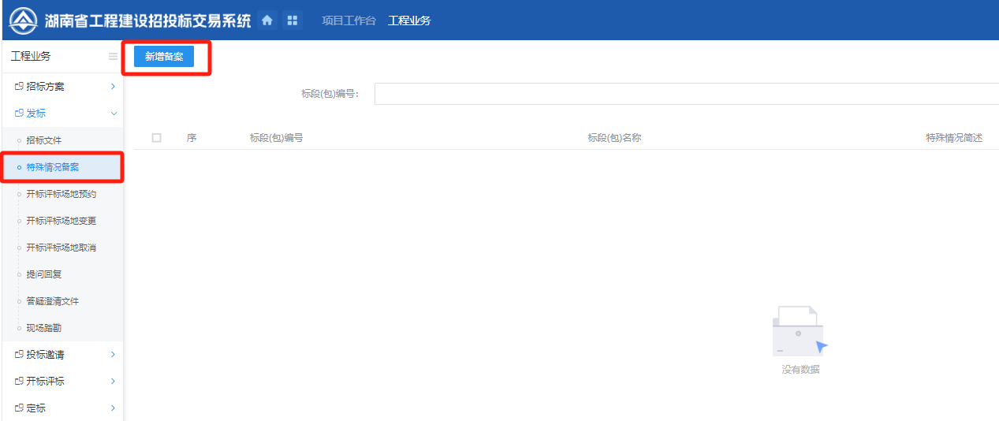 湖南省工程建设招投标交易系统 项目工作台 工程业务
工程业务
新增备案
招标方案
标段(包)编号：
发标
序 标段(包)编号 标段(包)名称 特殊情况简述
招标文件
特殊情况备案
开标评标场地预约
开标评标场地变更
开标评标场地取消
提问回复
答疑澄清文件
现场踏勘
投标邀请
没有数据
开标评标
定标